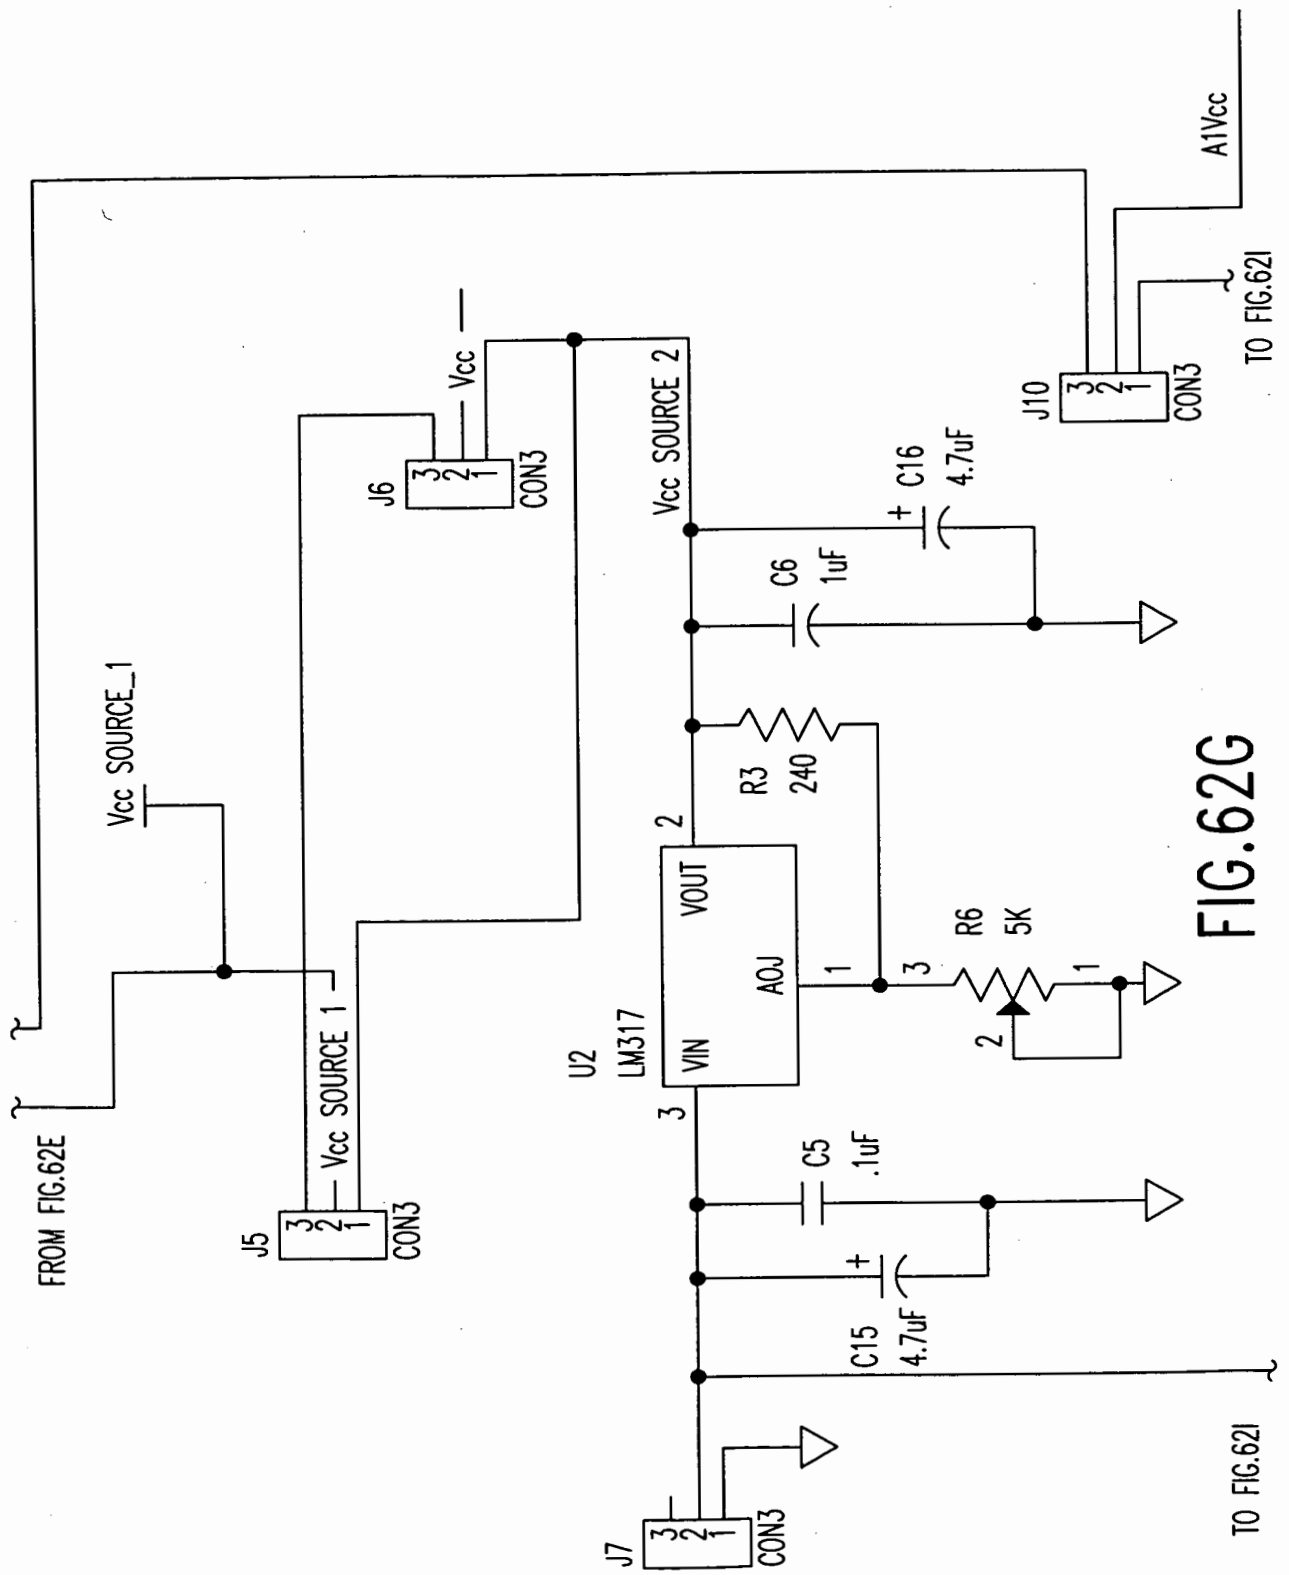 FROM FIG.62E
Vcc SOURCE_1
J5
3
2
1
CON3
Vcc SOURCE 1
J6
3
2
1
CON3
Vcc
Vcc SOURCE 2
U2
LM317
VIN
VOUT
AOJ
3
2
1
R3
240
C6
1uF
C16
4.7uF
R6
5K
3
2
1
C5
.1uF
C15
4.7uF
J7
3
2
1
CON3
J10
3
2
1
CON3
A1Vcc
TO FIG.62I
TO FIG.62I
FIG.62G